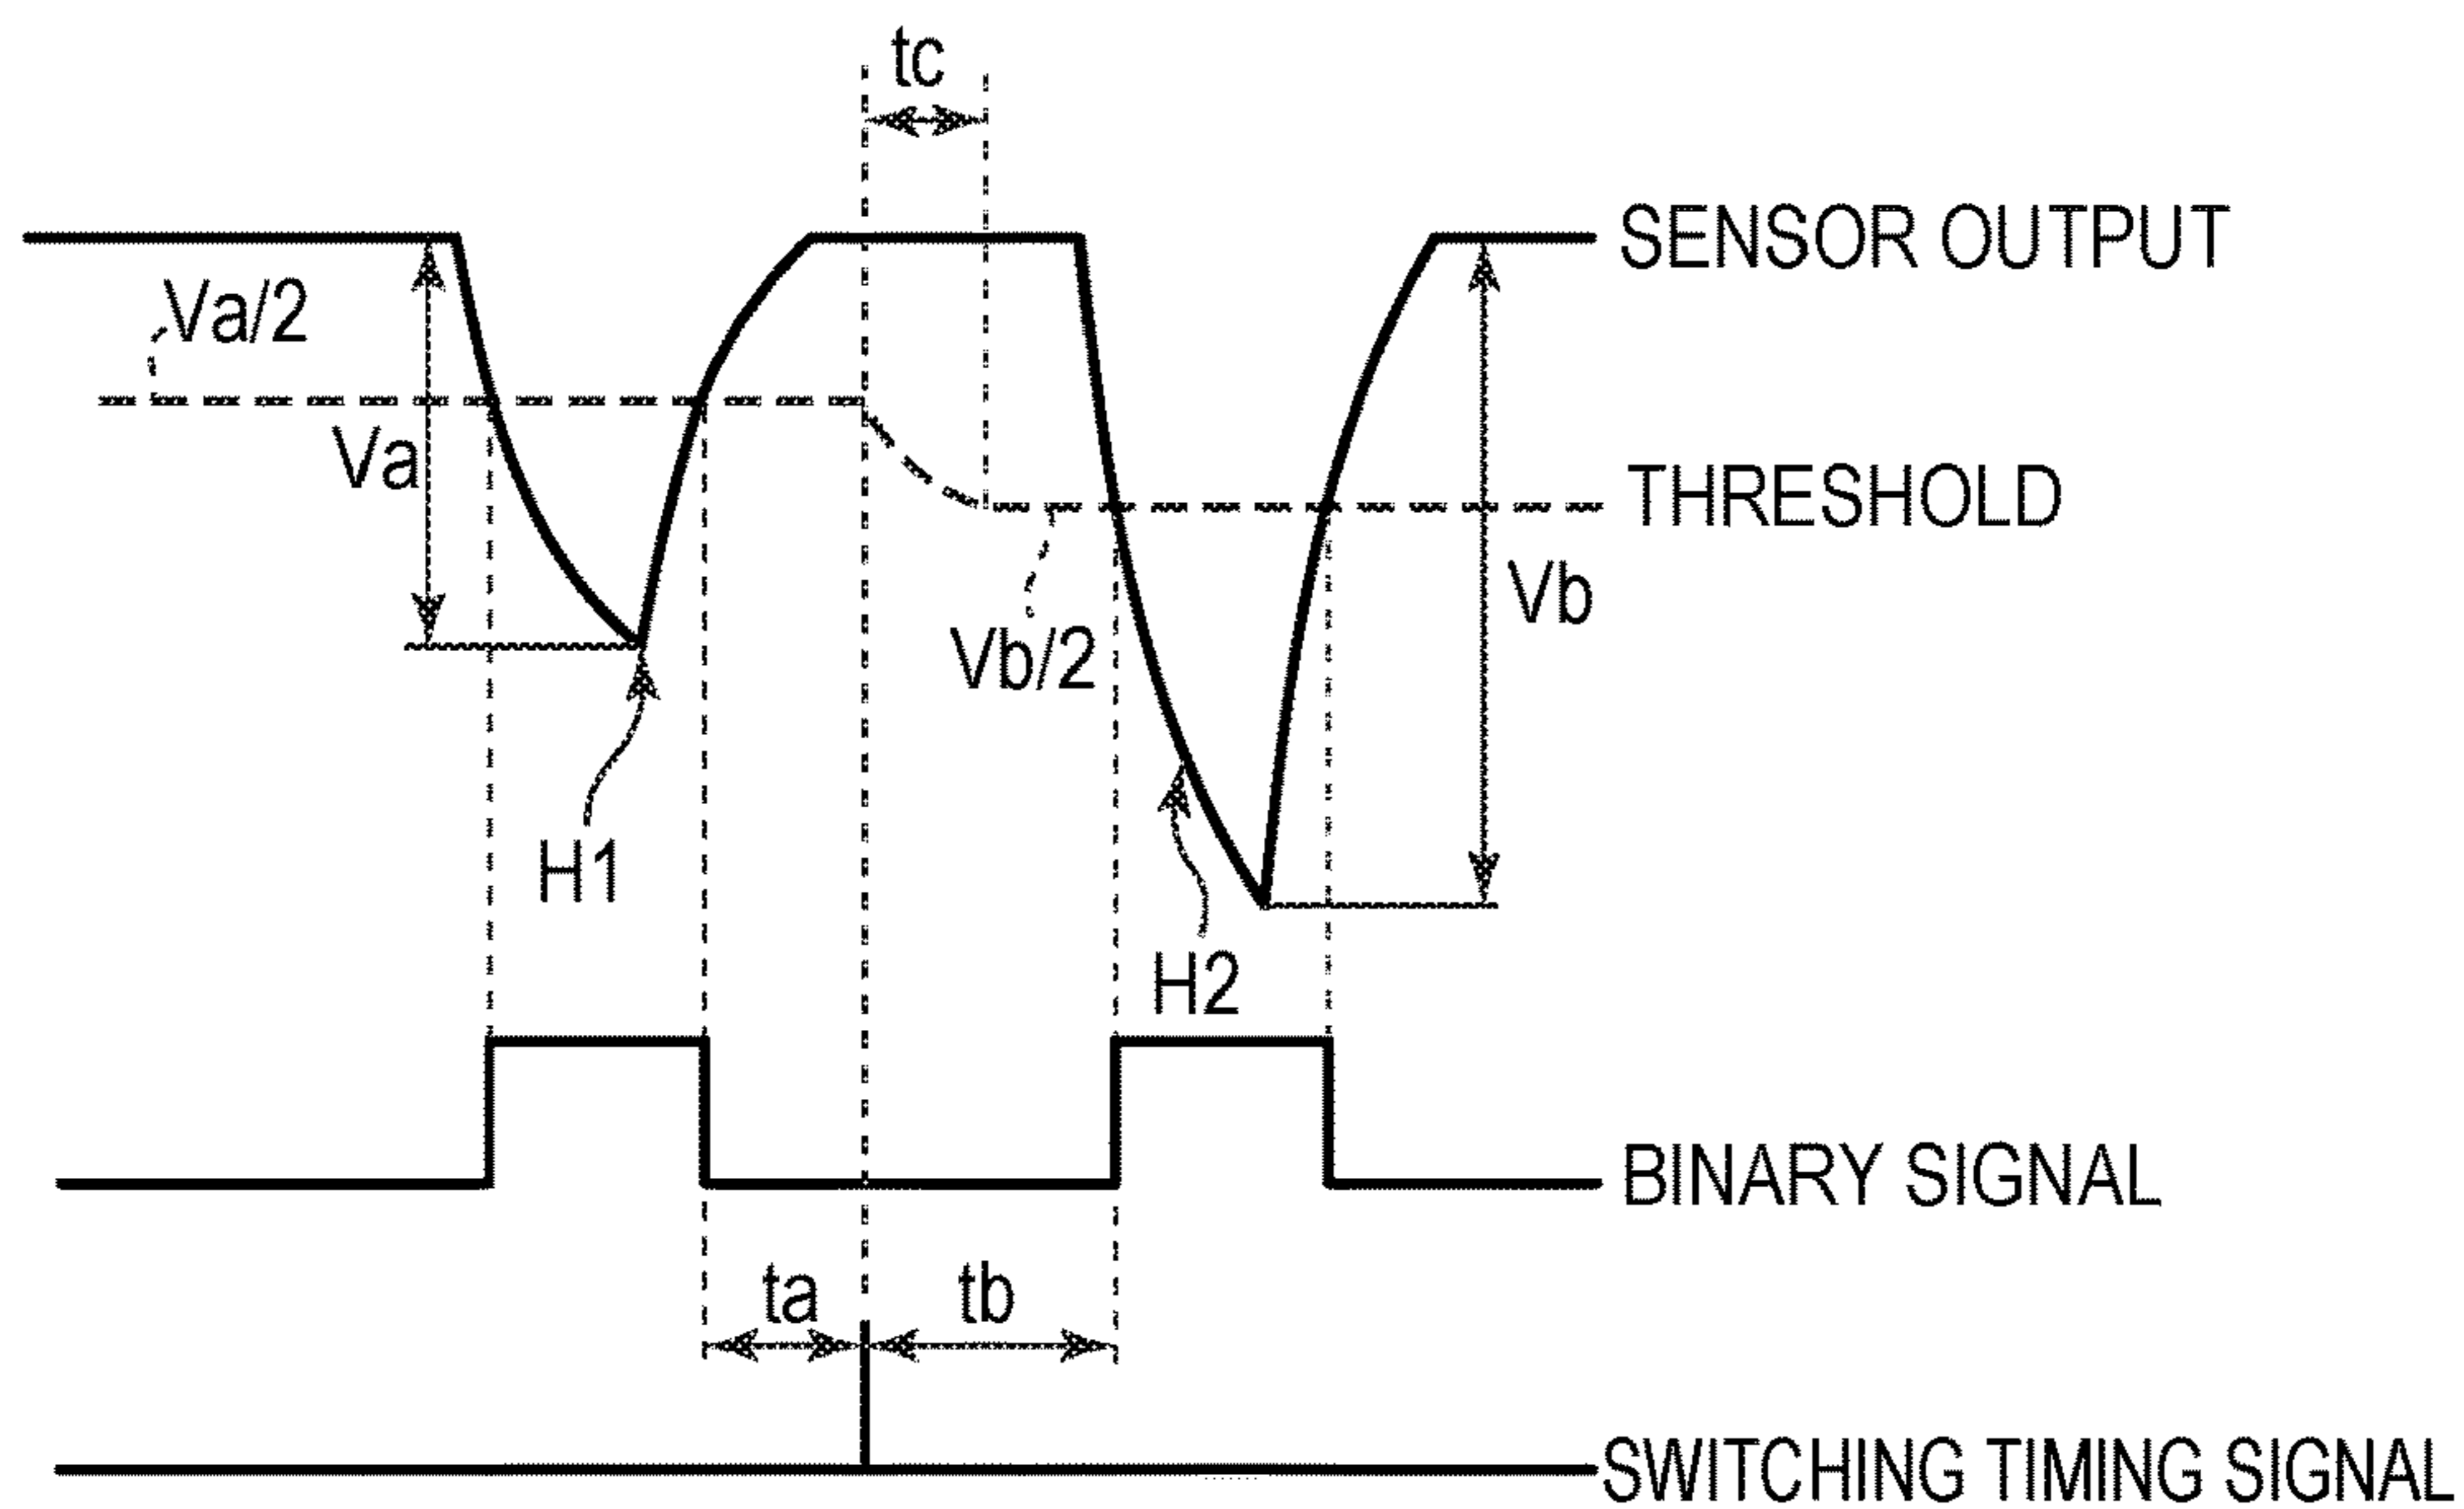 tc
SENSOR OUTPUT
Va/2
Va
THRESHOLD
Vb
Vb/2
H1
H2
BINARY SIGNAL
ta
tb
SWITCHING TIMING SIGNAL